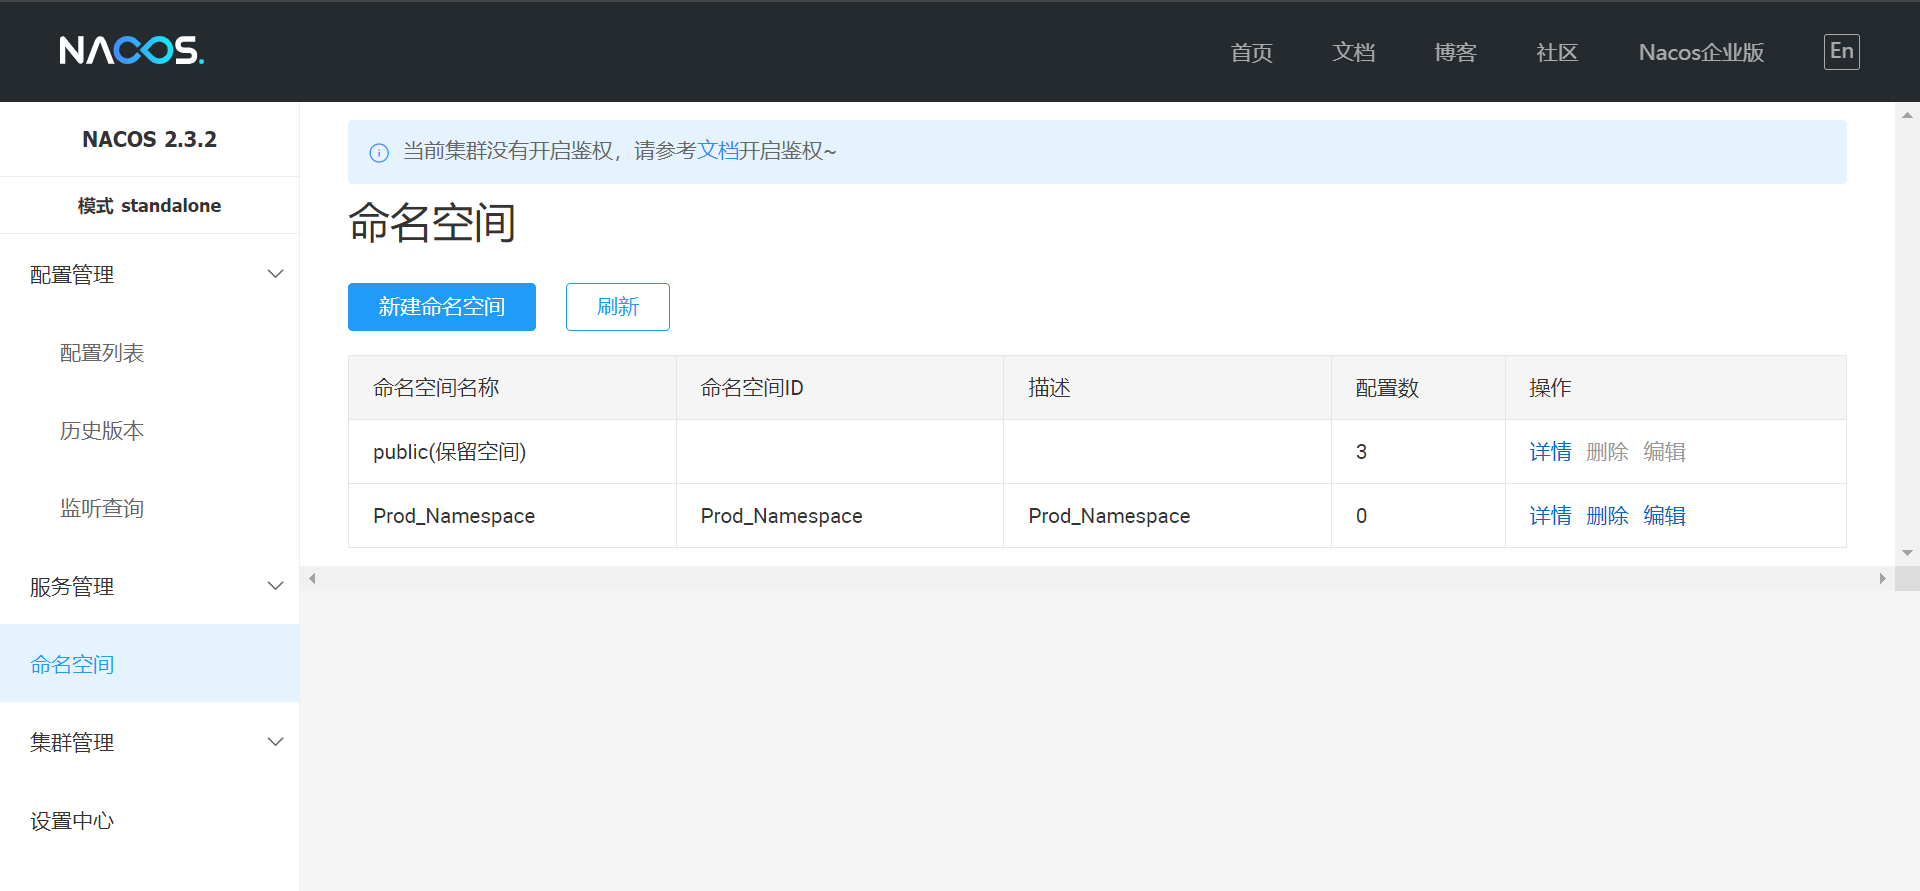 NACOS.
首页 文档 博客 社区 Nacos企业版 En
NACOS 2.3.2
模式 standalone
配置管理
配置列表
历史版本
监听查询
服务管理
命名空间
集群管理
设置中心
当前集群没有开启鉴权，请参考文档开启鉴权~
命名空间
新建命名空间 刷新
命名空间名称 命名空间ID 描述 配置数 操作
public(保留空间) 3 详情 删除 编辑
Prod_Namespace Prod_Namespace Prod_Namespace 0 详情 删除 编辑